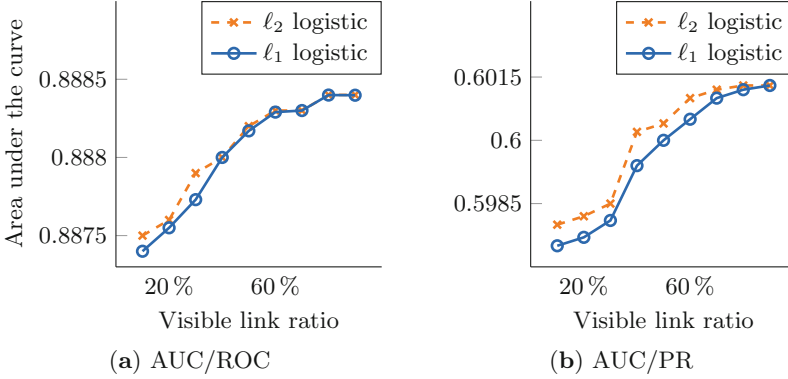 ℓ2 logistic
ℓ1 logistic
Area under the curve
0.8885
0.888
0.8875
20 %
60 %
Visible link ratio
(a) AUC/ROC
ℓ2 logistic
ℓ1 logistic
0.6015
0.6
0.5985
20 %
60 %
Visible link ratio
(b) AUC/PR